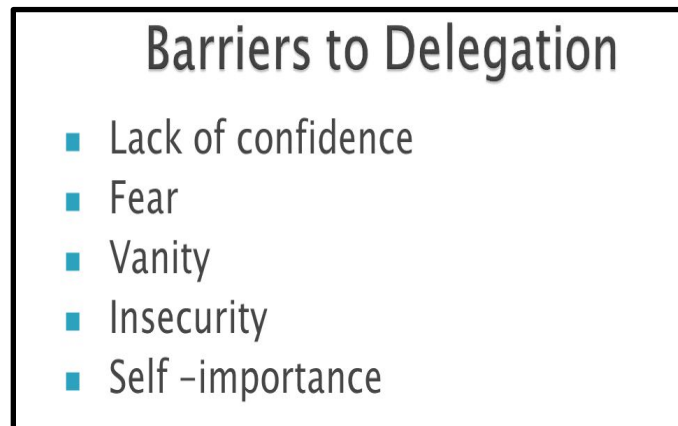 Barriers to Delegation
Lack of confidence
Fear
Vanity
Insecurity
Self –importance